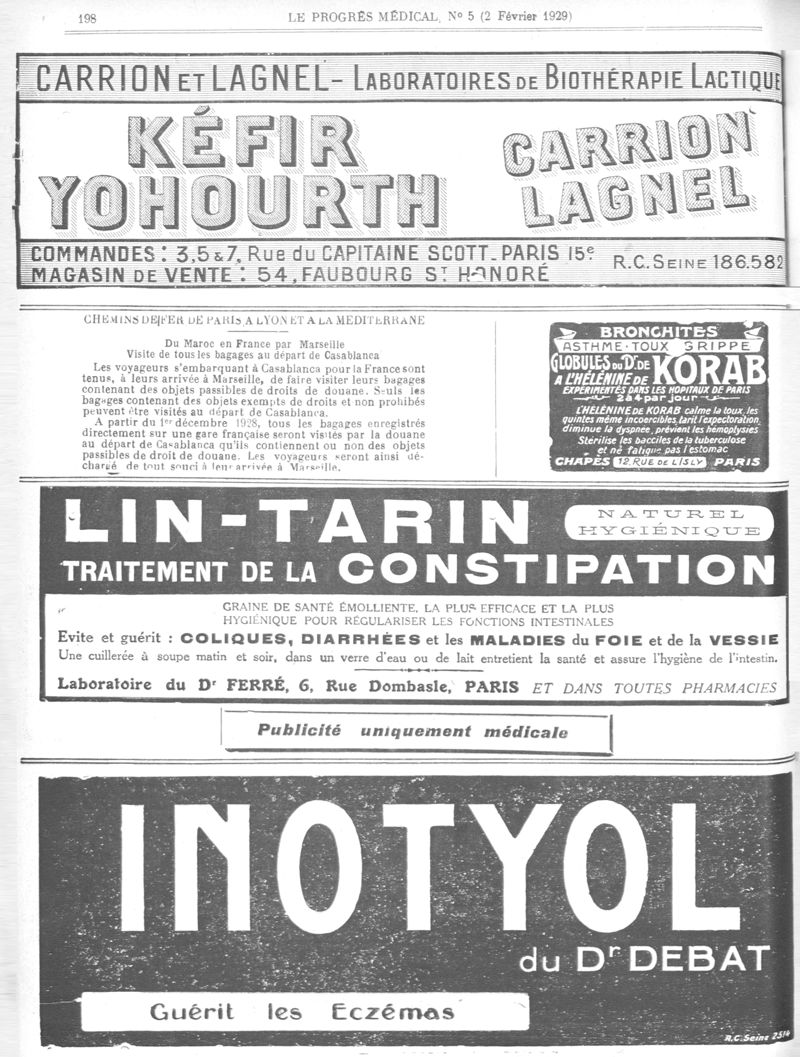 198
LE PROGRÈS MÉDICAL, No 5 (2 Février 1929)
CARRION ET LAGNEL – LABORATOIRES DE BIOTHÉRAPIE LACTIQUE
KÉFIR
YOHOURTH
CARRION
LAGNEL
COMMANDES : 3,5 & 7, Rue du CAPITAINE SCOTT_PARIS 15e
MAGASIN DE VENTE : 54, FAUBOURG ST HONORÉ
R.C. SEINE 186.582
CHEMINS DE FER DE PARIS A LYON ET A LA MEDITERRANE
Du Maroc en France par Marseille
Visite de tous les bagages au départ de Casablanca
Les voyageurs s'embarquant à Casablanca pour la France sont
tenus, à leurs arrivée à Marseille, de faire visiter leurs bagages
contenant des objets passibles de droits de douane. Seuls les
bagages contenant des objets exempts de droits et non prohibés
peuvent être visités au départ de Casablanca.
A partir du 1er décembre 1928, tous les bagages enregistrés
directement sur une gare française seront visités par la douane
au départ de Casablanca qu'ils contiennent ou non des objets
passibles de droit de douane. Les voyageurs seront ainsi dé-
chargé de tout souci à leur arrivée à Marseille.
BRONCHITES
ASTHME · TOUX GRIPPE
GLOBULES DU Dr. DE KORAB
A L'HÉLÉNINE DE
EXPÉRIMENTÉS DANS LES HOPITAUX DE PARIS
2 à 4 par jour
L'HÉLÉNINE DE KORAB calme la toux, les
quintes même incoercibles, tarit l'expectoration,
diminue la dyspnee, prévient les hémoptysies
Stérilise les bacilles de la tuberculose
et ne fatigue pas l'estomac
CHAPÈS 12, RUE DE L'ISLY PARIS
LIN-TARIN
NATUREL
HYGIÉNIQUE
TRAITEMENT DE LA CONSTIPATION
GRAINE DE SANTÉ ÉMOLLIENTE, LA PLUS EFFICACE ET LA PLUS
HYGIÉNIQUE POUR RÉGULARISER LES FONCTIONS INTESTINALES
Evite et guérit : COLIQUES, DIARRHÉES et les MALADIES du FOIE et de la VESSIE
Une cuillerée à soupe matin et soir, dans un verre d'eau ou de lait entretient la santé et assure l'hygiène de l'intestin.
Laboratoire du Dr FERRÉ, 6, Rue Dombasle, PARIS ET DANS TOUTES PHARMACIES
Publicité uniquement médicale
INOTYOL
du Dr DEBAT
Guérit les Eczémas
R.C. Seine 2514